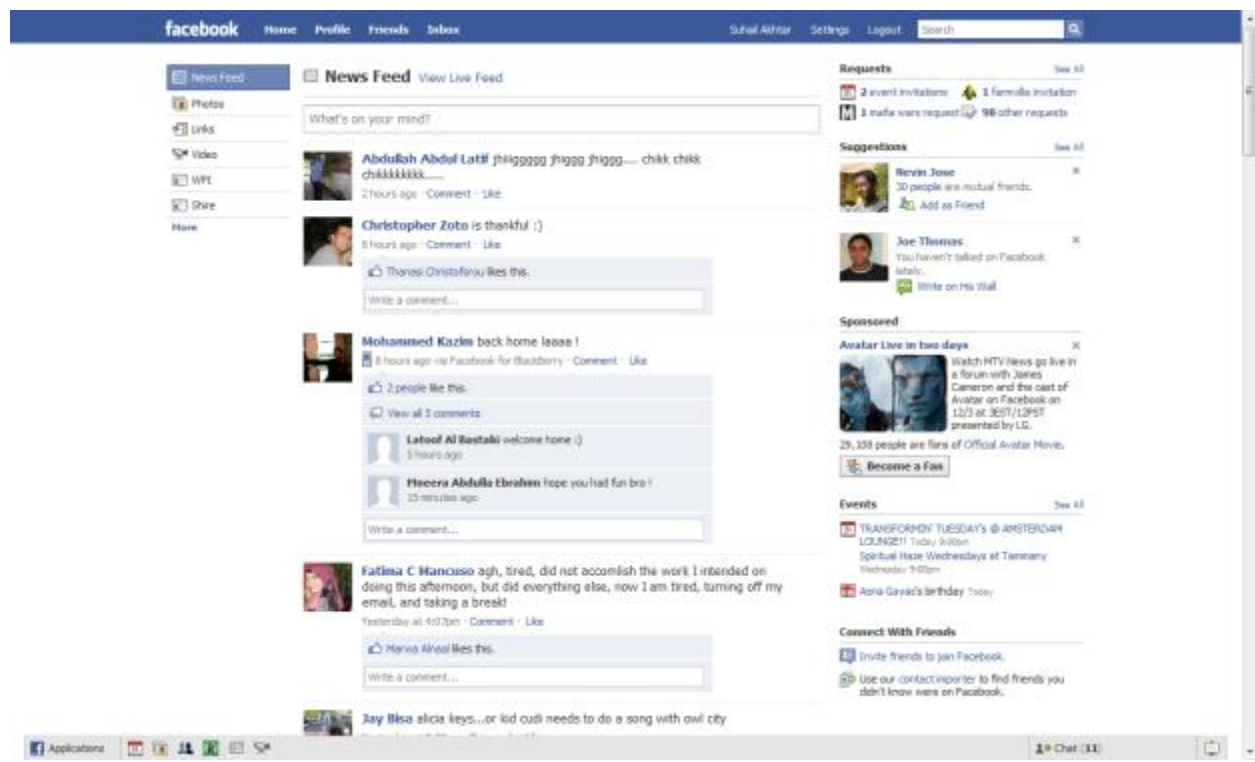 facebook Home Profile Friends Inbox Suhail Akhtar Settings Logout Search
News Feed
Photos
Links
Video
WPE
Shire
More
News Feed View Live Feed
What's on your mind?
Abdullah Abdul Latif jhiiggggg jhiggg jhiggg.... chikk chikk
chikkkkkkk.....
2 hours ago · Comment · Like
Christopher Zoto is thankful :)
8 hours ago · Comment · Like
Thanasi Christoforou likes this.
Write a comment...
Mohammed Kazim back home laaaa !
8 hours ago via Facebook for BlackBerry · Comment · Like
2 people like this.
View all 5 comments
Latoof Al Bastaki welcome home :)
5 hours ago
Meera Abdulla Ebrahim hope you had fun bro !
15 minutes ago
Write a comment...
Fatima C Mancuso agh, tired, did not accomlish the work I intended on
doing this afternoon, but did everything else, now I am tired, turning off my
email, and taking a break!
Yesterday at 4:07pm · Comment · Like
Marwa likes this.
Write a comment...
Jay Bisa alicia keys...or kid cudi needs to do a song with owl city
Requests See All
2 event invitations 1 farmville invitation
1 mafia wars request 96 other requests
Suggestions See All
Nevin Jose
30 people are mutual friends.
Add as Friend
Joe Thomas
You haven't talked on Facebook
lately.
Write on His Wall
Sponsored
Avatar Live in two days
Watch MTV News go live in
a forum with James
Cameron and the cast of
Avatar on Facebook on
12/3 at 3EST/12PST
presented by LG.
29,108 people are fans of Official Avatar Movie.
Become a Fan
Events See All
TRANSFORMIN' TUESDAY's @ AMSTERDAM
LOUNGE!! Today 9:00pm
Spiritual Haze Wednesdays at Tammany
Wednesday 9:00pm
Asna Gayas's birthday Today
Connect With Friends
Invite friends to join Facebook.
Use our contact importer to find friends you
didn't know were on Facebook.
Applications Chat (11)